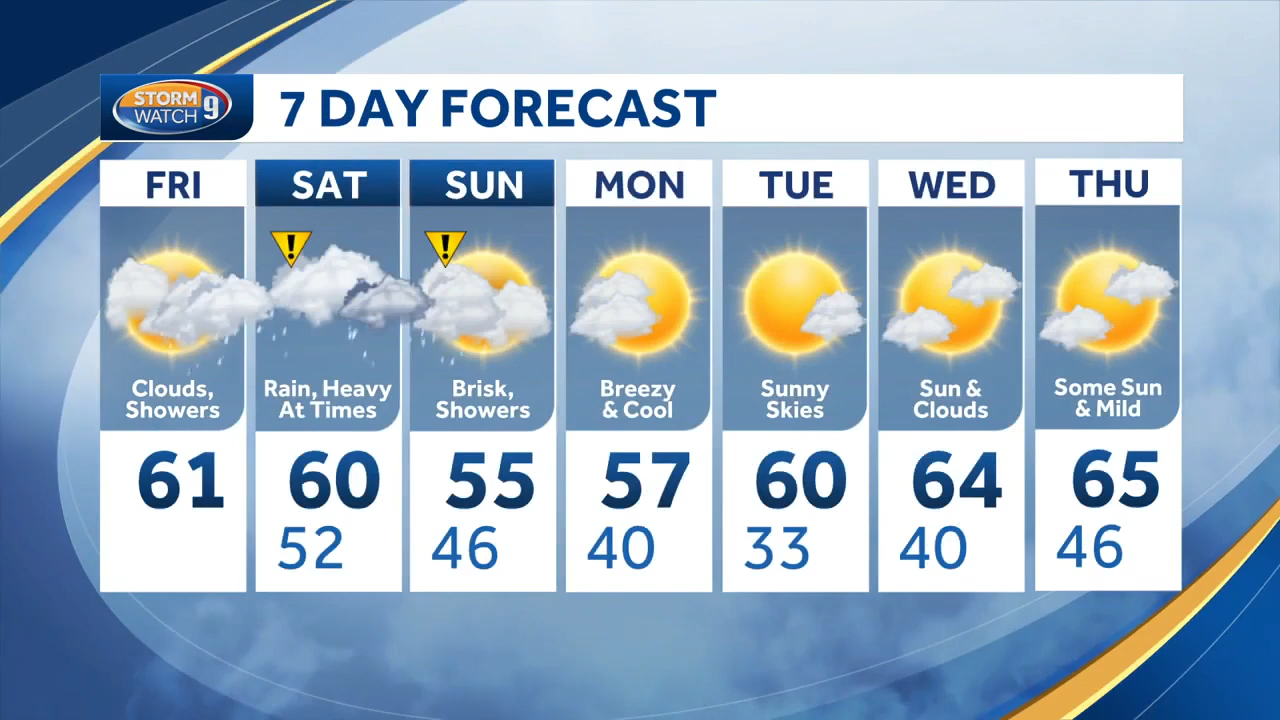 STORM
WATCH 9
7 DAY FORECAST
FRI
!
Clouds,
Showers
61
SAT
!
Rain, Heavy
At Times
60
52
SUN
Brisk,
Showers
55
46
MON
Breezy
& Cool
57
40
TUE
Sunny
Skies
60
33
WED
Sun &
Clouds
64
40
THU
Some Sun
& Mild
65
46